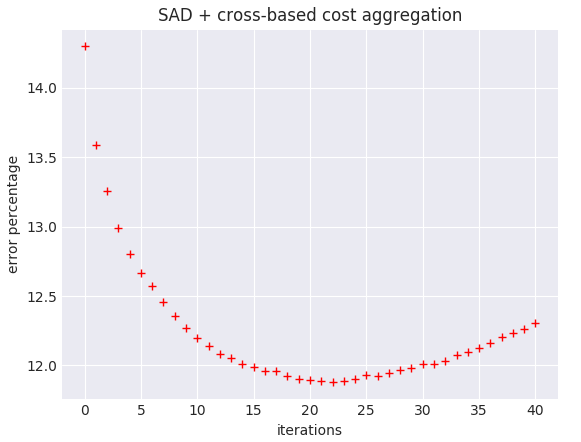 SAD + cross-based cost aggregation
error percentage
14.0
13.5
13.0
12.5
12.0
0 5 10 15 20 25 30 35 40
iterations